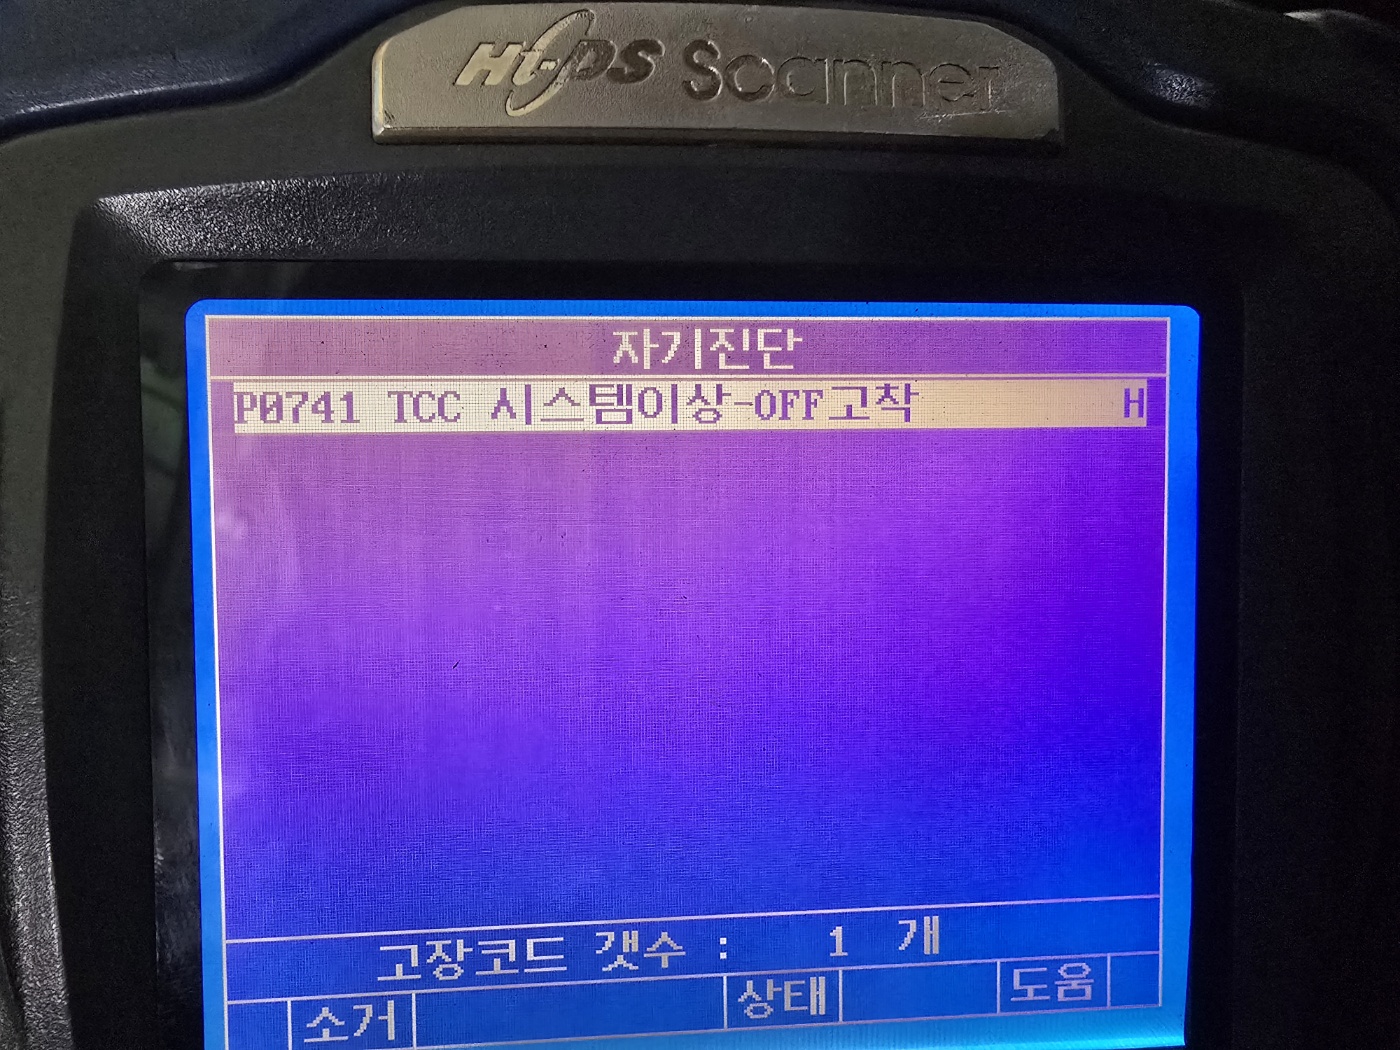 Hi-DS Scanner
자기진단
P0741 TCC 시스템이상-OFF고착 H
고장코드 갯수 : 1 개
소거 상태 도움